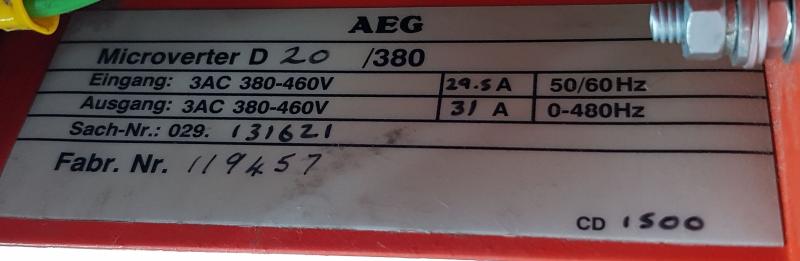 AEG
Microverter D 20 /380
Eingang: 3AC 380-460V 29.5 A 50/60Hz
Ausgang: 3AC 380-460V 31 A 0-480Hz
Sach-Nr.: 029. 131621
Fabr. Nr. 119457
CD 1500